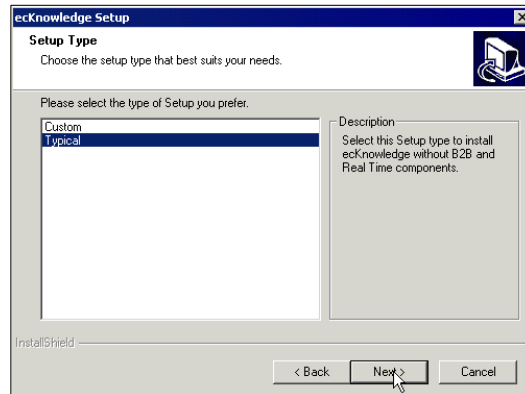 ecKnowledge Setup
Setup Type
Choose the setup type that best suits your needs.
Please select the type of Setup you prefer.
Custom
Typical
Description
Select this Setup type to install
ecKnowledge without B2B and
Real Time components.
InstallShield
< Back
Next >
Cancel